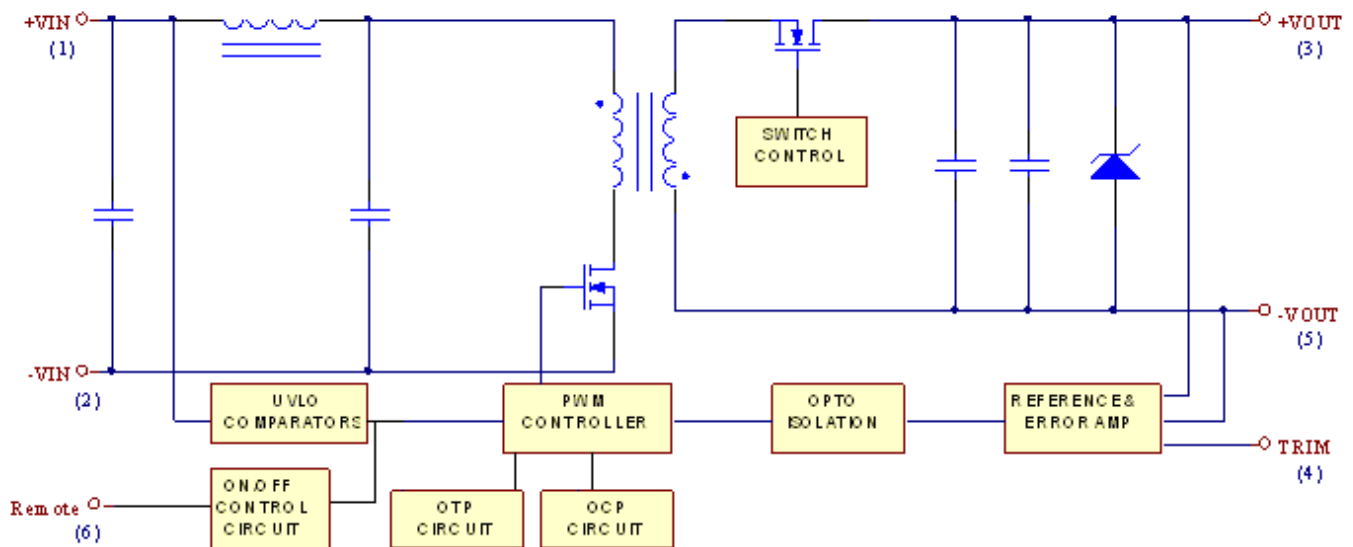 +VIN
(1)
+VOUT
(3)
SWITCH
CONTROL
-VOUT
(5)
-VIN
(2)
UVLO
COMPARATORS
PWM
CONTROLLER
OPTO
ISOLATION
REFERENCE&
ERROR AMP
TRIM
(4)
Remote
(6)
ON.OFF
CONTROL
CIRCUIT
OTP
CIRCUIT
OCP
CIRCUIT